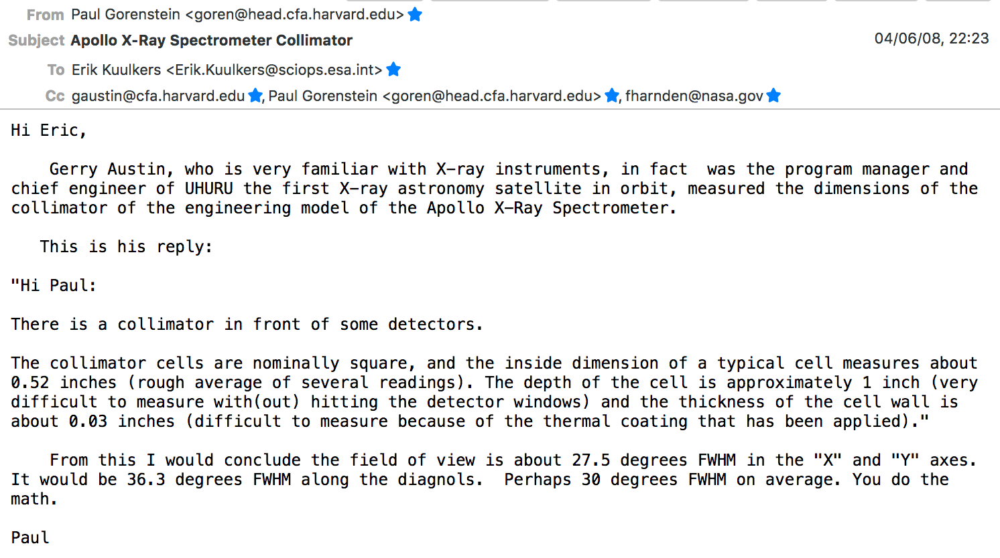 From Paul Gorenstein <goren@head.cfa.harvard.edu>
Subject Apollo X-Ray Spectrometer Collimator 04/06/08, 22:23
To Erik Kuulkers <Erik.Kuulkers@sciops.esa.int>
Cc gaustin@cfa.harvard.edu, Paul Gorenstein <goren@head.cfa.harvard.edu>, fharnden@nasa.gov
Hi Eric,
Gerry Austin, who is very familiar with X-ray instruments, in fact  was the program manager and
chief engineer of UHURU the first X-ray astronomy satellite in orbit, measured the dimensions of the
collimator of the engineering model of the Apollo X-Ray Spectrometer.
This is his reply:
"Hi Paul:
There is a collimator in front of some detectors.
The collimator cells are nominally square, and the inside dimension of a typical cell measures about
0.52 inches (rough average of several readings). The depth of the cell is approximately 1 inch (very
difficult to measure with(out) hitting the detector windows) and the thickness of the cell wall is
about 0.03 inches (difficult to measure because of the thermal coating that has been applied)."
From this I would conclude the field of view is about 27.5 degrees FWHM in the "X" and "Y" axes.
It would be 36.3 degrees FWHM along the diagnols.  Perhaps 30 degrees FWHM on average. You do the
math.
Paul